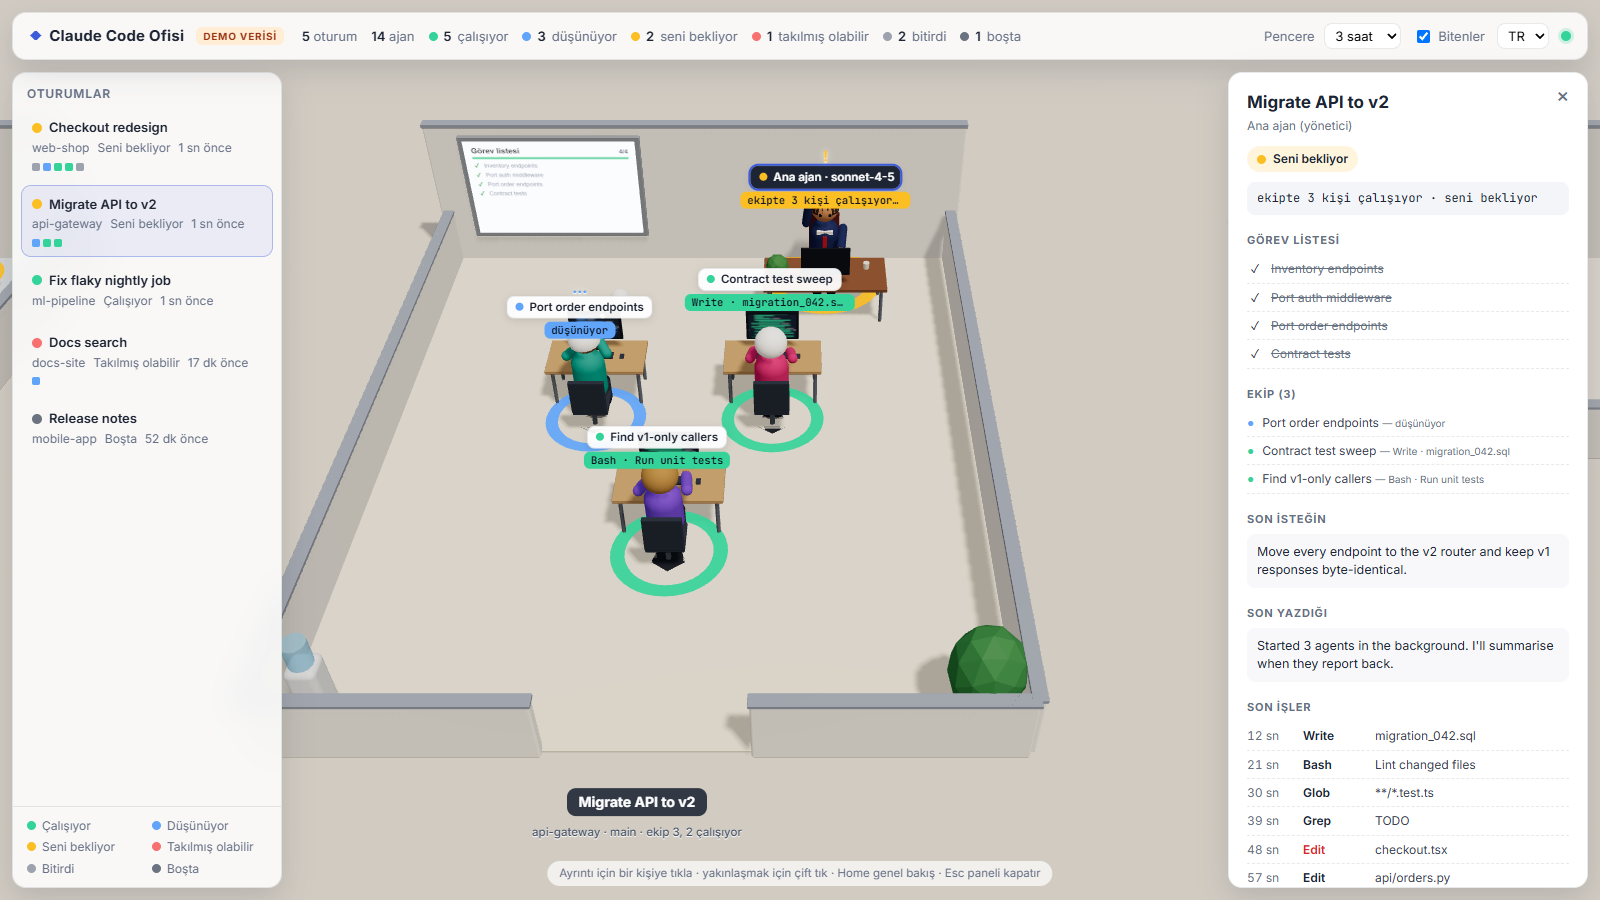 Claude Code Ofisi DEMO VERİSİ 5 oturum 14 ajan 5 çalışıyor 3 düşünüyor 2 seni bekliyor 1 takılmış olabilir 2 bitirdi 1 boşta Pencere 3 saat Bitenler TR
OTURUMLAR
Checkout redesign
web-shop Seni bekliyor 1 sn önce
Migrate API to v2
api-gateway Seni bekliyor 1 sn önce
Fix flaky nightly job
ml-pipeline Çalışıyor 1 sn önce
Docs search
docs-site Takılmış olabilir 17 dk önce
Release notes
mobile-app Boşta 52 dk önce
Çalışıyor Düşünüyor
Seni bekliyor Takılmış olabilir
Bitirdi Boşta
Görev listesi 4/4
✓ Inventory endpoints
✓ Port auth middleware
✓ Port order endpoints
✓ Contract tests
Ana ajan · sonnet-4-5
ekipte 3 kişi çalışıyor…
Contract test sweep
Write · migration_042.s…
Port order endpoints
düşünüyor
Find v1-only callers
Bash · Run unit tests
Migrate API to v2
api-gateway · main · ekip 3, 2 çalışıyor
Ayrıntı için bir kişiye tıkla · yakınlaşmak için çift tık · Home genel bakış · Esc paneli kapatır
Migrate API to v2 ✕
Ana ajan (yönetici)
Seni bekliyor
ekipte 3 kişi çalışıyor · seni bekliyor
GÖREV LİSTESİ
✓ Inventory endpoints
✓ Port auth middleware
✓ Port order endpoints
✓ Contract tests
EKİP (3)
Port order endpoints — düşünüyor
Contract test sweep — Write · migration_042.sql
Find v1-only callers — Bash · Run unit tests
SON İSTEĞİN
Move every endpoint to the v2 router and keep v1
responses byte-identical.
SON YAZDIĞI
Started 3 agents in the background. I'll summarise
when they report back.
SON İŞLER
12 sn Write migration_042.sql
21 sn Bash Lint changed files
30 sn Glob **/*.test.ts
39 sn Grep TODO
48 sn Edit checkout.tsx
57 sn Edit api/orders.py